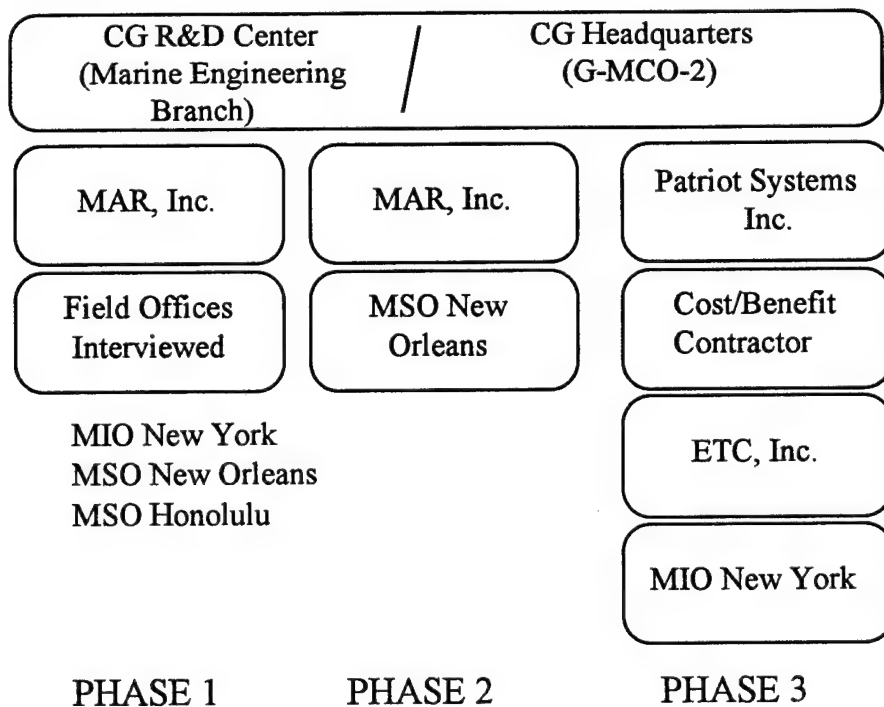 CG R&D Center
(Marine Engineering
Branch)
/
CG Headquarters
(G-MCO-2)
MAR, Inc.
MAR, Inc.
Patriot Systems
Inc.
Field Offices
Interviewed
MSO New
Orleans
Cost/Benefit
Contractor
MIO New York
MSO New Orleans
MSO Honolulu
ETC, Inc.
MIO New York
PHASE 1
PHASE 2
PHASE 3